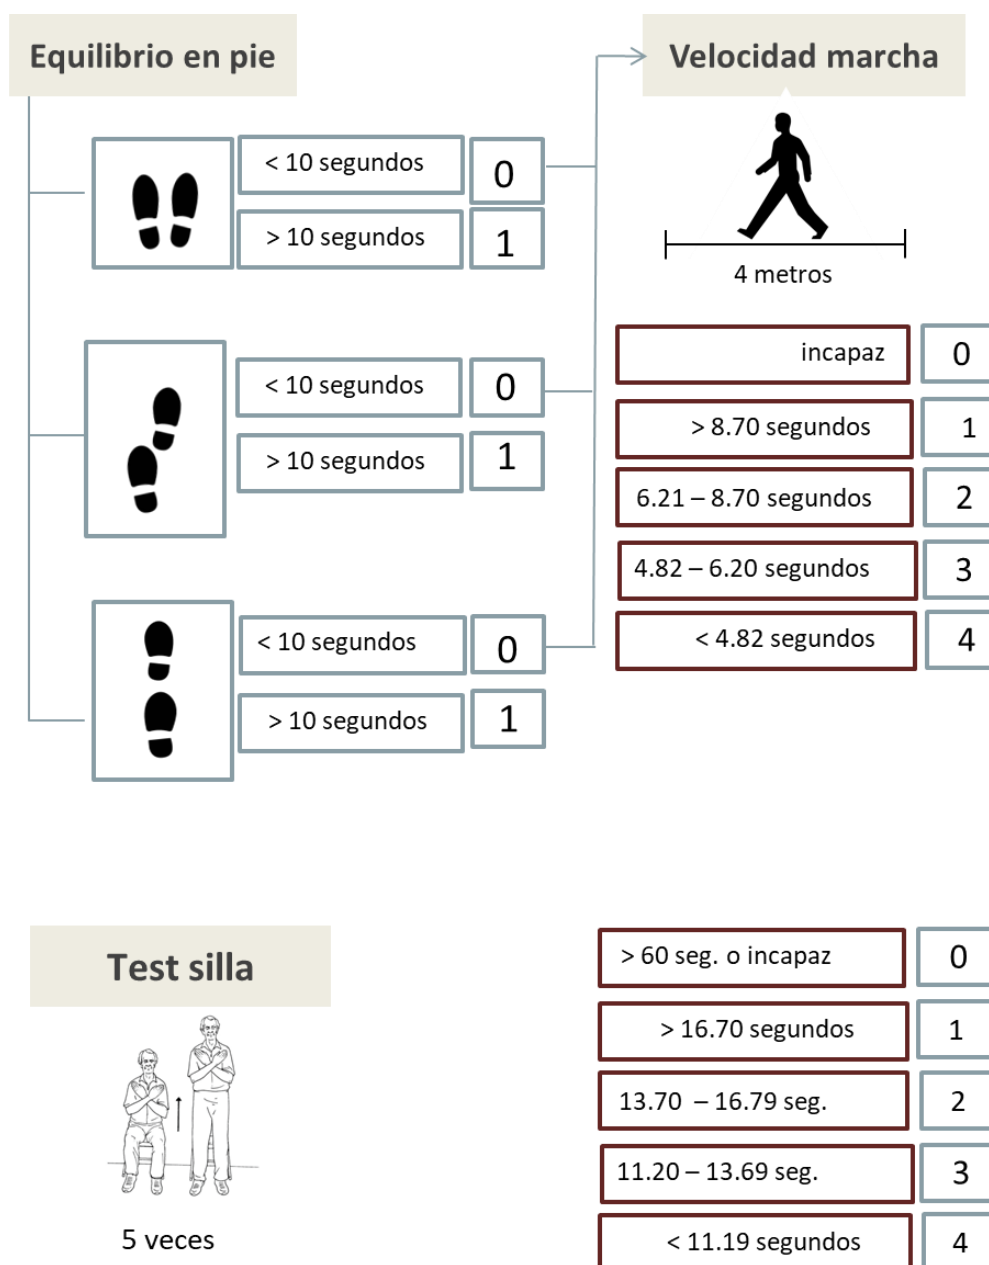 Equilibrio en pie
< 10 segundos
0
> 10 segundos
1
< 10 segundos
0
> 10 segundos
1
< 10 segundos
0
> 10 segundos
1
Velocidad marcha
4 metros
incapaz
0
> 8.70 segundos
1
6.21 – 8.70 segundos
2
4.82 – 6.20 segundos
3
< 4.82 segundos
4
Test silla
5 veces
> 60 seg. o incapaz
0
> 16.70 segundos
1
13.70 – 16.79 seg.
2
11.20 – 13.69 seg.
3
< 11.19 segundos
4